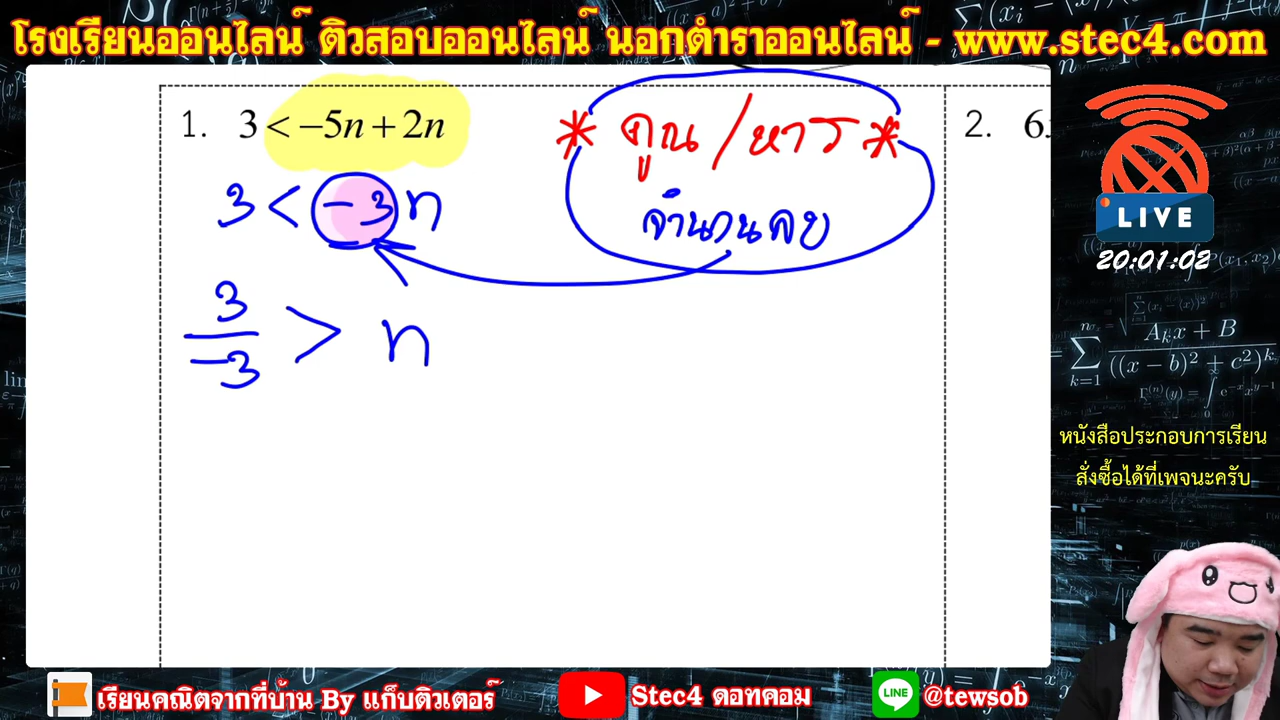 โรงเรียนออนไลน์ ติวสอบออนไลน์ นอกตำราออนไลน์ - www.stec4.com
1. 3 < −5n + 2n
* คูณ / หาร *
2. 6
3 < −3n
จำนวนลบ
3/−3 > n
LIVE
20:01:02
หนังสือประกอบการเรียน
สั่งซื้อได้ที่เพจนะครับ
เรียนคณิตจากที่บ้าน By แก็บติวเตอร์
Stec4 ดอทคอม
LINE
@tewsob